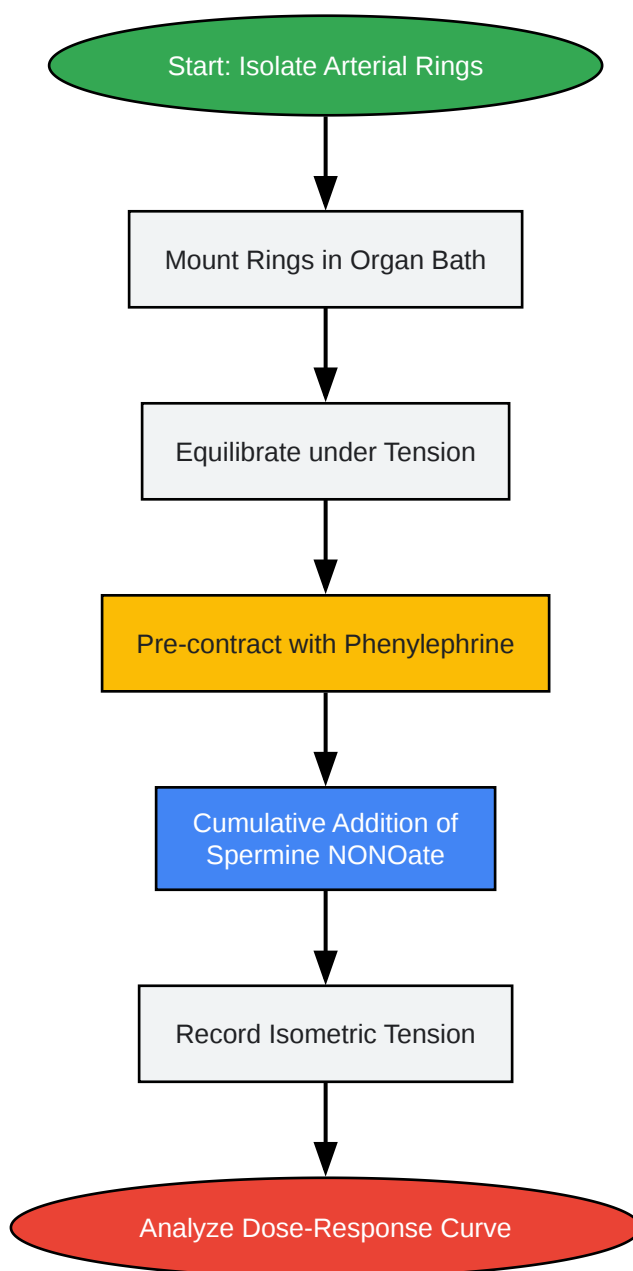 Start: Isolate Arterial Rings
Mount Rings in Organ Bath
Equilibrate under Tension
Pre-contract with Phenylephrine
Cumulative Addition of
Spermine NONOate
Record Isometric Tension
Analyze Dose-Response Curve